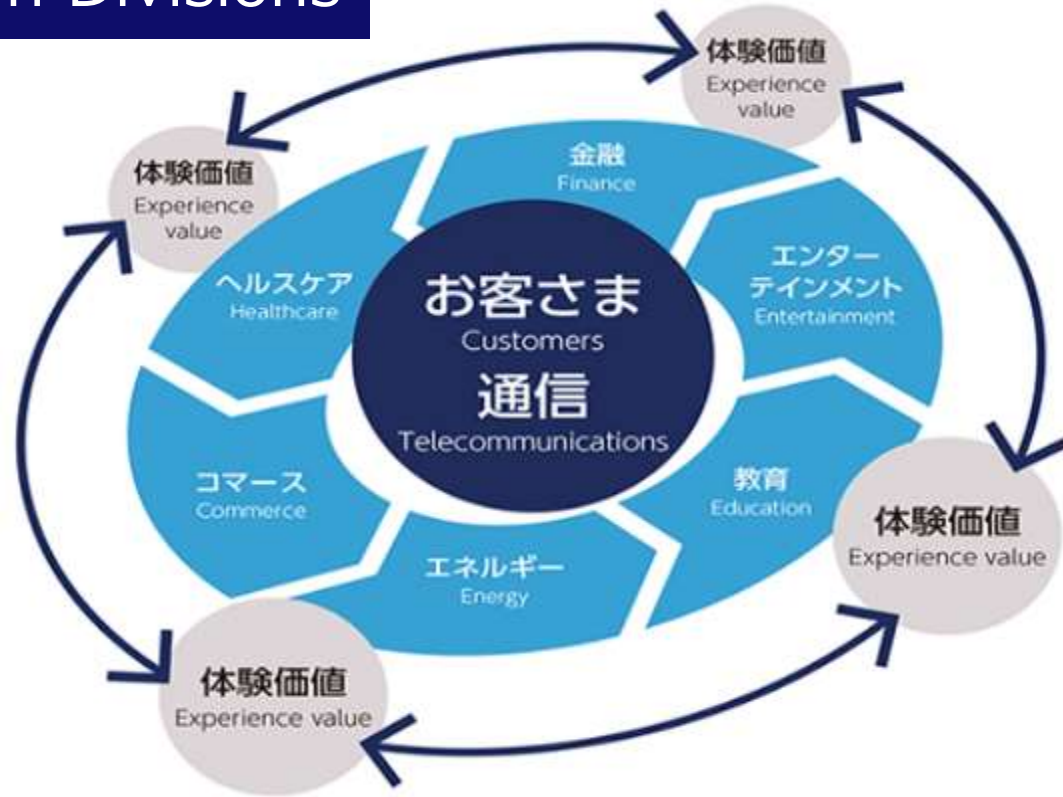 Divisions
体験価値
Experience
value
体験価値
Experience
value
金融
Finance
ヘルスケア
Healthcare
エンター
テインメント
Entertainment
お客さま
Customers
通信
Telecommunications
コマース
Commerce
教育
Education
エネルギー
Energy
体験価値
Experience value
体験価値
Experience value